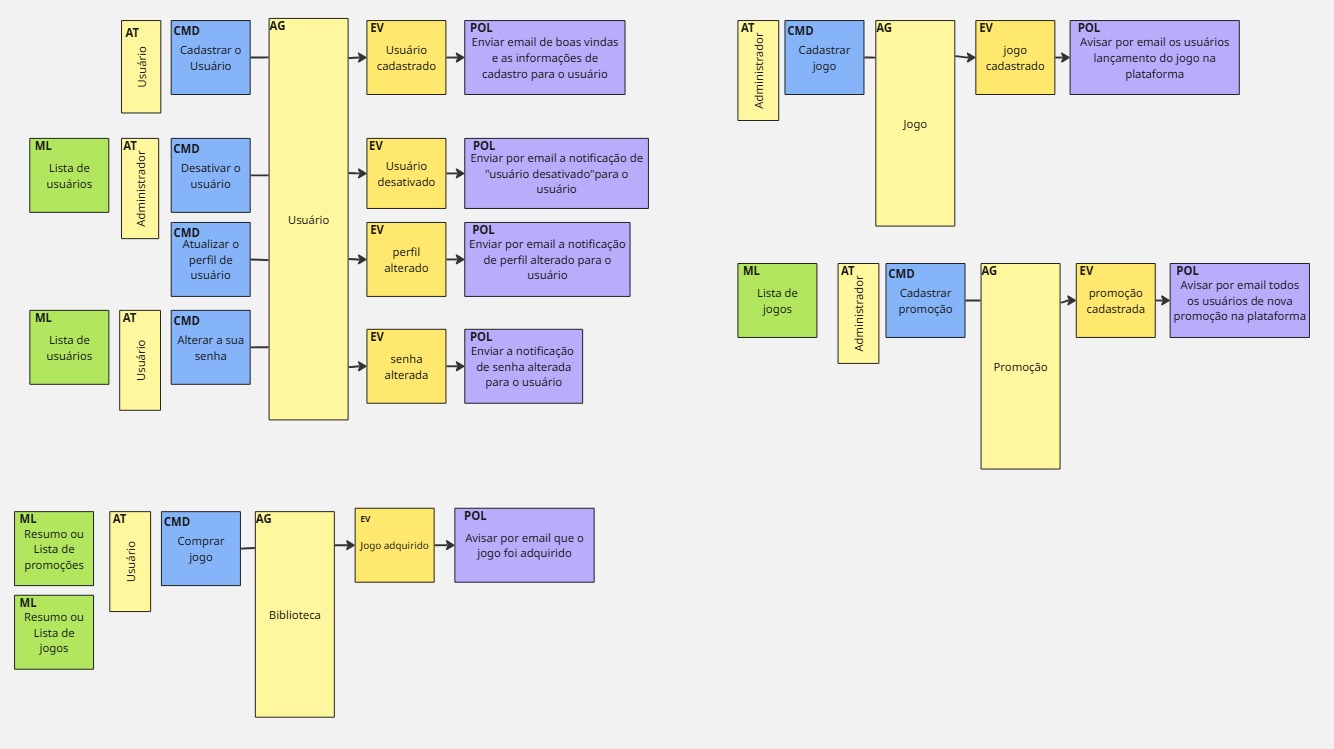 AT
Usuário
CMD
Cadastrar o
Usuário
AG
Usuário
EV
Usuário
cadastrado
POL
Enviar email de boas vindas
e as informações de
cadastro para o usuário
ML
Lista de
usuários
AT
Administrador
CMD
Desativar o
usuário
EV
Usuário
desativado
POL
Enviar por email a notificação de
"usuário desativado"para o
usuário
CMD
Atualizar o
perfil de
usuário
EV
perfil
alterado
POL
Enviar por email a notificação
de perfil alterado para o
usuário
ML
Lista de
usuários
AT
Usuário
CMD
Alterar a sua
senha
EV
senha
alterada
POL
Enviar a notificação
de senha alterada
para o usuário
AT
Administrador
CMD
Cadastrar
jogo
AG
Jogo
EV
jogo
cadastrado
POL
Avisar por email os usuários
lançamento do jogo na
plataforma
ML
Lista de
jogos
AT
Administrador
CMD
Cadastrar
promoção
AG
Promoção
EV
promoção
cadastrada
POL
Avisar por email todos
os usuários de nova
promoção na plataforma
ML
Resumo ou
Lista de
promoções
ML
Resumo ou
Lista de
jogos
AT
Usuário
CMD
Comprar
jogo
AG
Biblioteca
EV
Jogo adquirido
POL
Avisar por email que o
jogo foi adquirido